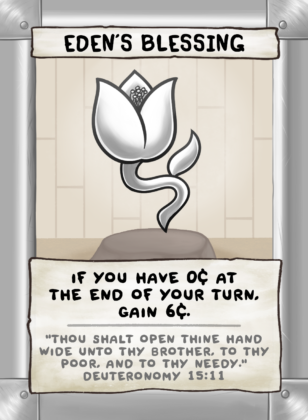 EDEN'S BLESSING
IF YOU HAVE 0¢ AT
THE END OF YOUR TURN,
GAIN 6¢.
"THOU SHALT OPEN THINE HAND
WIDE UNTO THY BROTHER, TO THY
POOR, AND TO THY NEEDY."
DEUTERONOMY 15:11